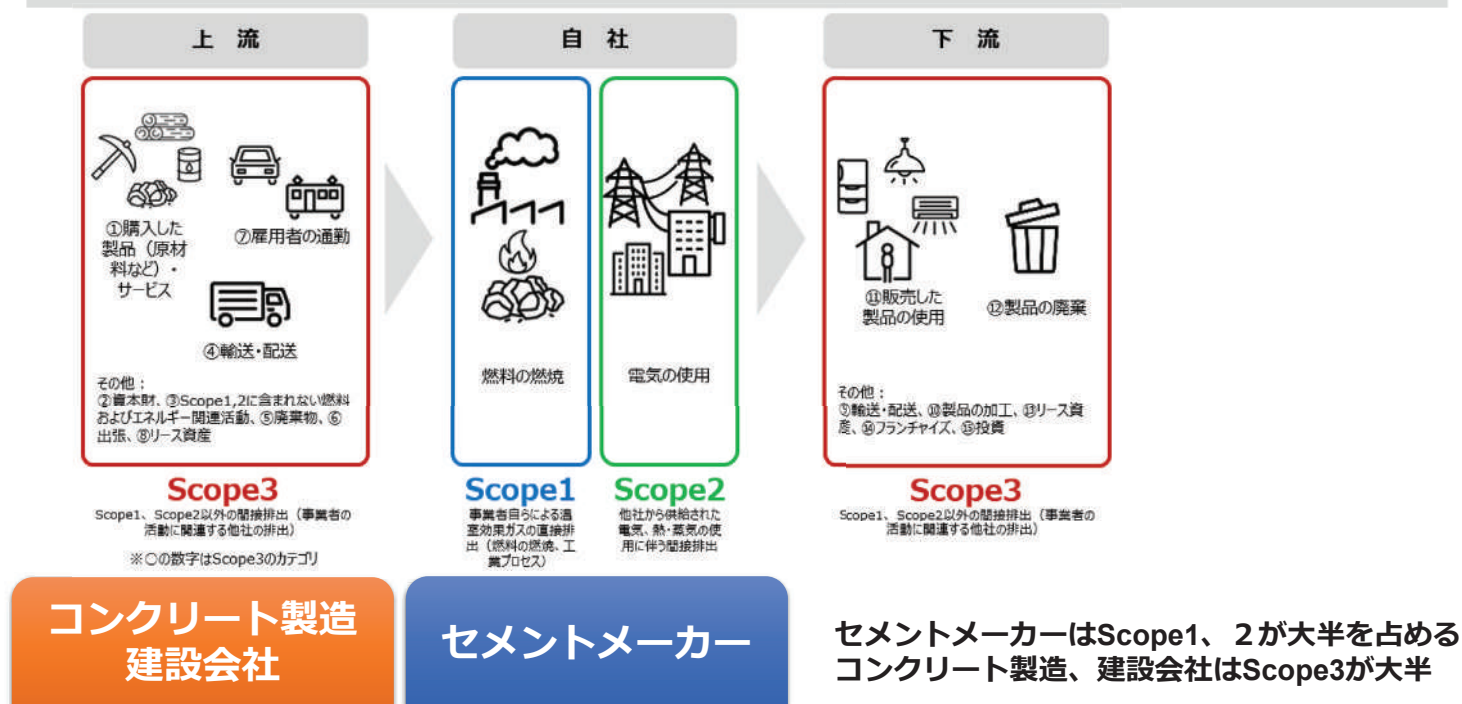 上 流
自 社
下 流
①購入した
製品（原材
料など）・
サービス
⑦雇用者の通勤
④輸送・配送
その他：
②資本財、③Scope1,2に含まれない燃料
およびエネルギー関連活動、⑤廃棄物、⑥
出張、⑧リース資産
燃料の燃焼
電気の使用
⑪販売した
製品の使用
⑫製品の廃棄
その他：
⑨輸送・配送、⑩製品の加工、⑬リース資
産、⑭フランチャイズ、⑮投資
Scope3
Scope1、Scope2以外の間接排出（事業者の
活動に関連する他社の排出）
※○の数字はScope3のカテゴリ
Scope1
事業者自らによる温
室効果ガスの直接排
出（燃料の燃焼、工
業プロセス）
Scope2
他社から供給された
電気、熱・蒸気の使
用に伴う間接排出
Scope3
Scope1、Scope2以外の間接排出（事業者の
活動に関連する他社の排出）
コンクリート製造
建設会社
セメントメーカー
セメントメーカーはScope1、２が大半を占める
コンクリート製造、建設会社はScope3が大半